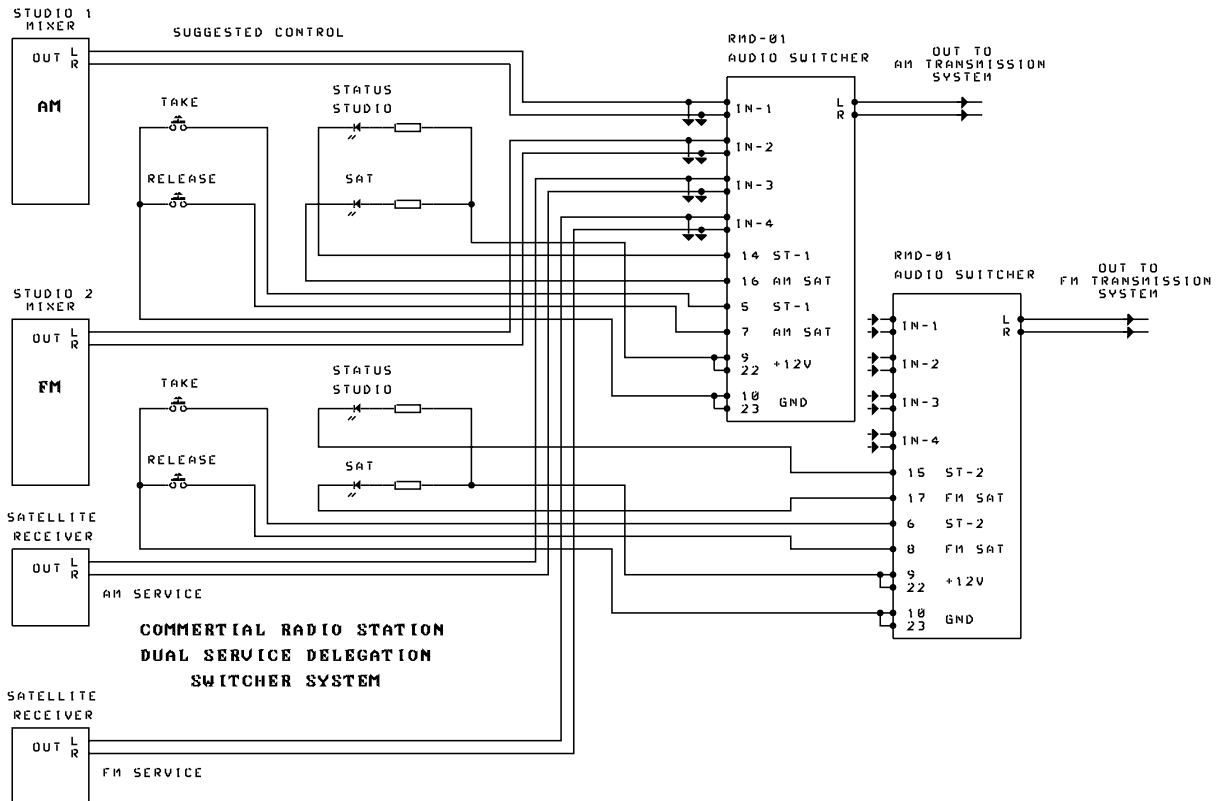 STUDIO 1
MIXER
OUT L
R
AM
SUGGESTED CONTROL
TAKE
RELEASE
STATUS
STUDIO
SAT
RMD-01
AUDIO SWITCHER
IN-1
IN-2
IN-3
IN-4
14 ST-1
16 AM SAT
5 ST-1
7 AM SAT
9
22 +12V
10
23 GND
L
R
OUT TO
AM TRANSMISSION
SYSTEM
STUDIO 2
MIXER
OUT L
R
FM
TAKE
RELEASE
STATUS
STUDIO
SAT
RMD-01
AUDIO SWITCHER
IN-1
IN-2
IN-3
IN-4
15 ST-2
17 FM SAT
6 ST-2
8 FM SAT
9
22 +12V
10
23 GND
L
R
OUT TO
FM TRANSMISSION
SYSTEM
SATELLITE
RECEIVER
OUT L
R
AM SERVICE
COMMERTIAL RADIO STATION
DUAL SERVICE DELEGATION
SWITCHER SYSTEM
SATELLITE
RECEIVER
OUT L
R
FM SERVICE